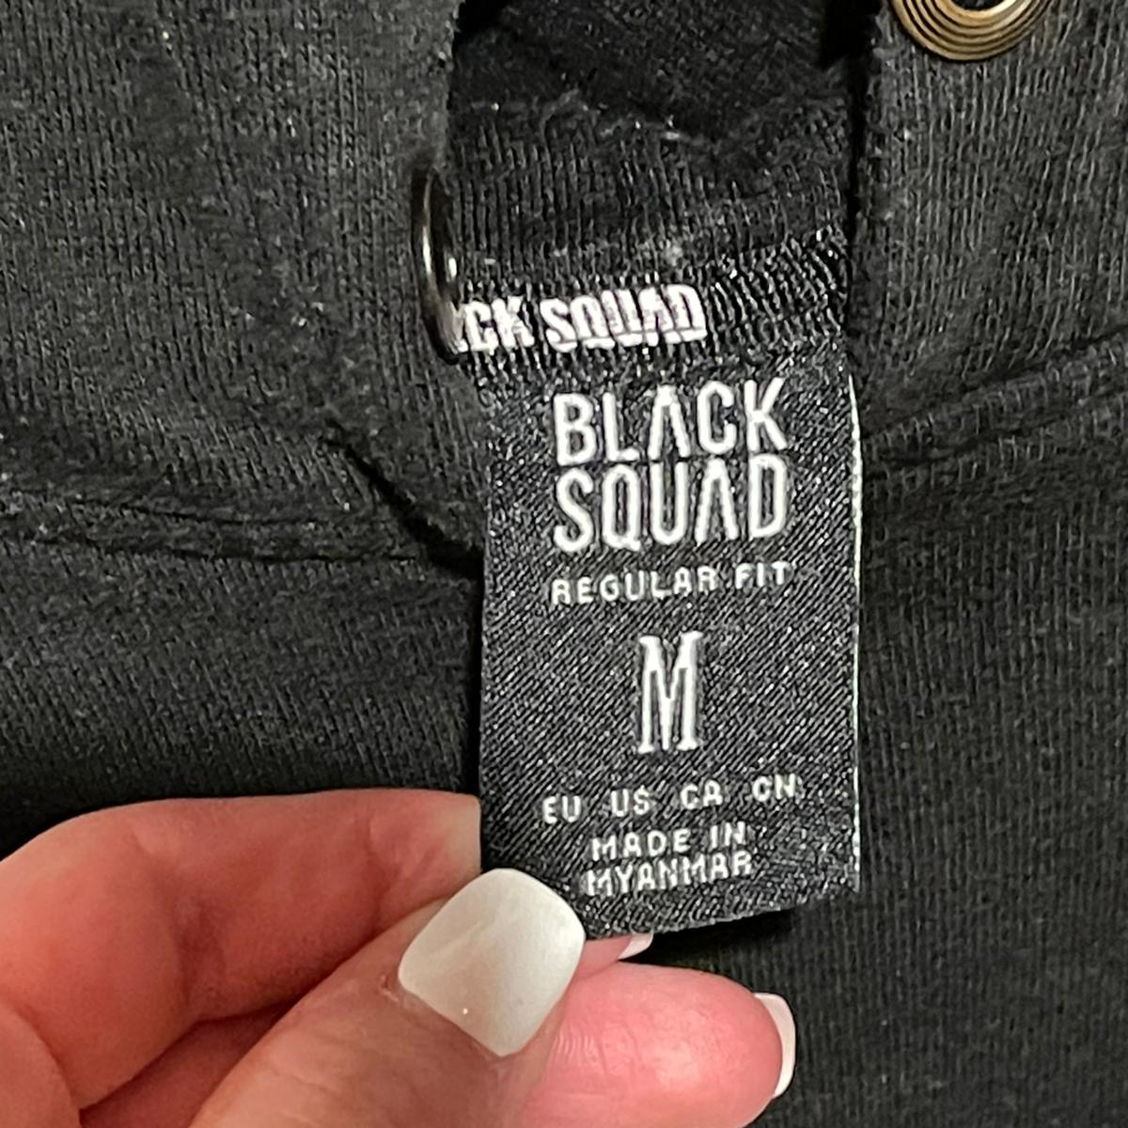 CK SQUAD
BLACK
SQUAD
REGULAR FIT
M
EU US CA CN
MADE IN
MYANMAR